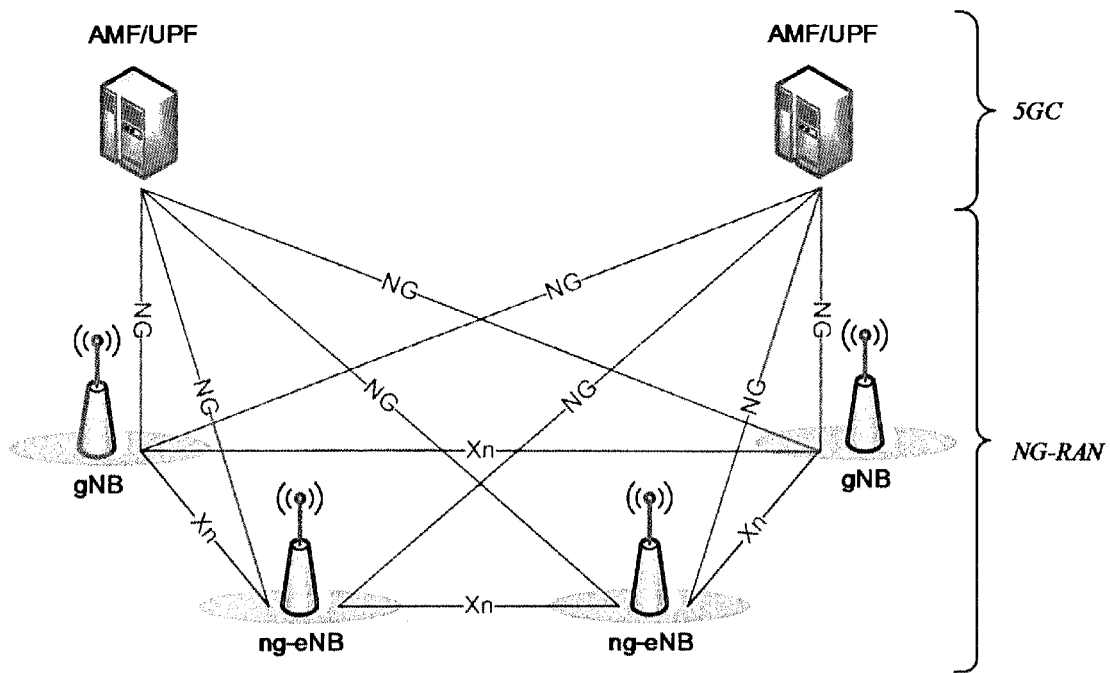 AMF/UPF
AMF/UPF
5GC
NG
NG
NG
NG
NG
NG
NG
NG
Xn
gNB
gNB
NG-RAN
Xn
Xn
Xn
ng-eNB
ng-eNB